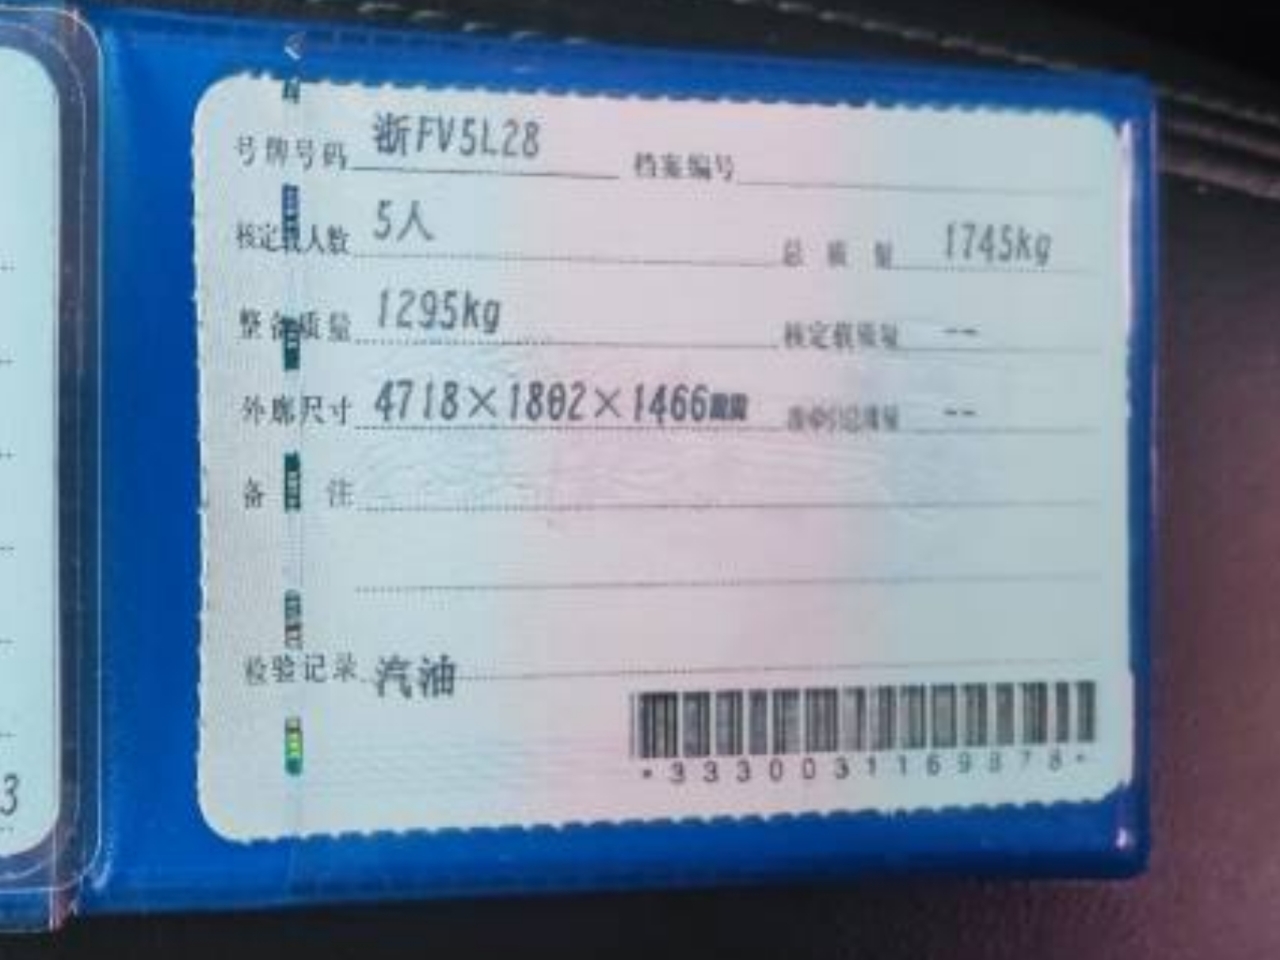 号牌号码 浙FV5L28 档案编号
核定载人数 5人 总质量 1745kg
整备质量 1295kg 核定载质量 --
外廓尺寸 4718×1802×1466mm 准牵引总质量 --
备注
检验记录 汽油
*3330031169878*
3